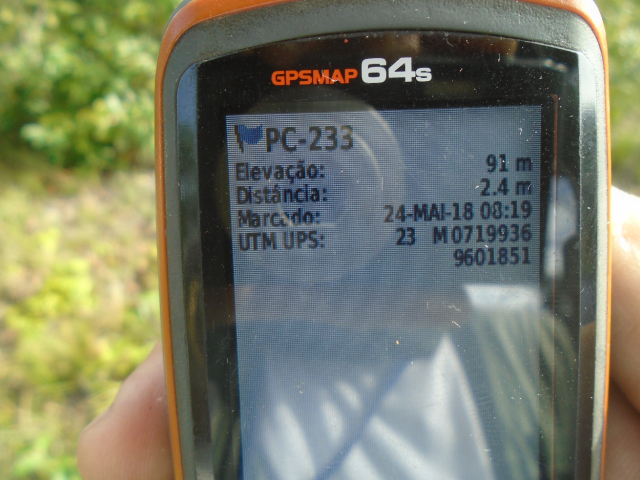 GPSMAP 64s
PC-233
Elevação: 91 m
Distância: 2.4 m
Marcado: 24-MAI-18 08:19
UTM UPS: 23 M 0719936
9601851